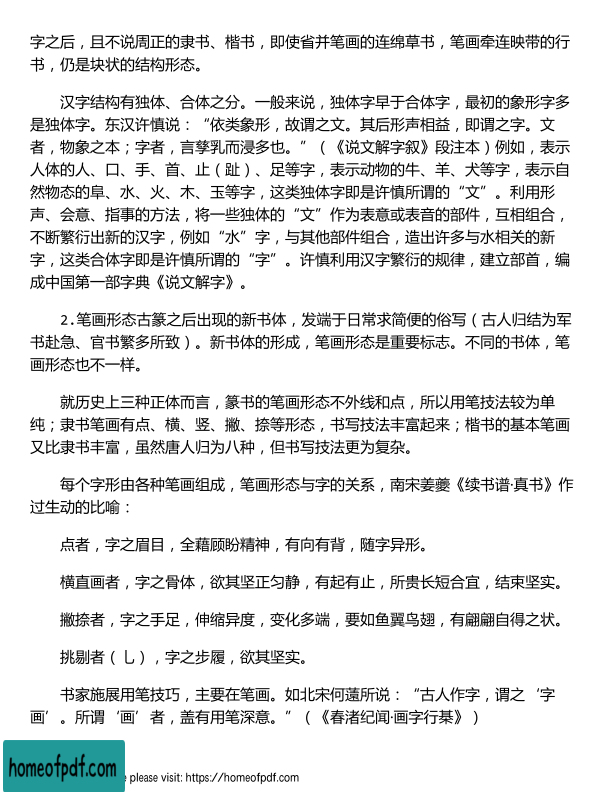 字之后，且不说周正的隶书、楷书，即使省并笔画的连绵草书，笔画牵连映带的行
书，仍是块状的结构形态。
汉字结构有独体、合体之分。一般来说，独体字早于合体字，最初的象形字多
是独体字。东汉许慎说：“依类象形，故谓之文。其后形声相益，即谓之字。文
者，物象之本；字者，言孳乳而浸多也。”（《说文解字叙》段注本）例如，表示
人体的人、口、手、首、止（趾）、足等字，表示动物的牛、羊、犬等字，表示自
然物态的阜、水、火、木、玉等字，这类独体字即是许慎所谓的“文”。利用形
声、会意、指事的方法，将一些独体的“文”作为表意或表音的部件，互相组合，
不断繁衍出新的汉字，例如“水”字，与其他部件组合，造出许多与水相关的新
字，这类合体字即是许慎所谓的“字”。许慎利用汉字繁衍的规律，建立部首，编
成中国第一部字典《说文解字》。
2.笔画形态古篆之后出现的新书体，发端于日常求简便的俗写（古人归结为军
书赴急、官书繁多所致）。新书体的形成，笔画形态是重要标志。不同的书体，笔
画形态也不一样。
就历史上三种正体而言，篆书的笔画形态不外线和点，所以用笔技法较为单
纯；隶书笔画有点、横、竖、撇、捺等形态，书写技法丰富起来；楷书的基本笔画
又比隶书丰富，虽然唐人归为八种，但书写技法更为复杂。
每个字形由各种笔画组成，笔画形态与字的关系，南宋姜夔《续书谱·真书》作
过生动的比喻：
点者，字之眉目，全藉顾盼精神，有向有背，随字异形。
横直画者，字之骨体，欲其坚正匀静，有起有止，所贵长短合宜，结束坚实。
撇捺者，字之手足，伸缩异度，变化多端，要如鱼翼鸟翅，有翩翩自得之状。
挑剔者（乚），字之步履，欲其坚实。
书家施展用笔技巧，主要在笔画。如北宋何薳所说：“古人作字，谓之‘字
画’。所谓‘画’者，盖有用笔深意。”（《春渚纪闻·画字行棊》）
homeofpdf.com
e please visit: https://homeofpdf.com